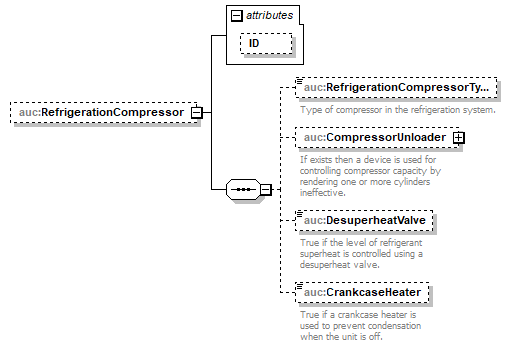 attributes
ID
auc:RefrigerationCompressor
auc:RefrigerationCompressorTy...
Type of compressor in the refrigeration system.
auc:CompressorUnloader
If exists then a device is used for
controlling compressor capacity by
rendering one or more cylinders
ineffective.
auc:DesuperheatValve
True if the level of refrigerant
superheat is controlled using a
desuperheat valve.
auc:CrankcaseHeater
True if a crankcase heater is
used to prevent condensation
when the unit is off.